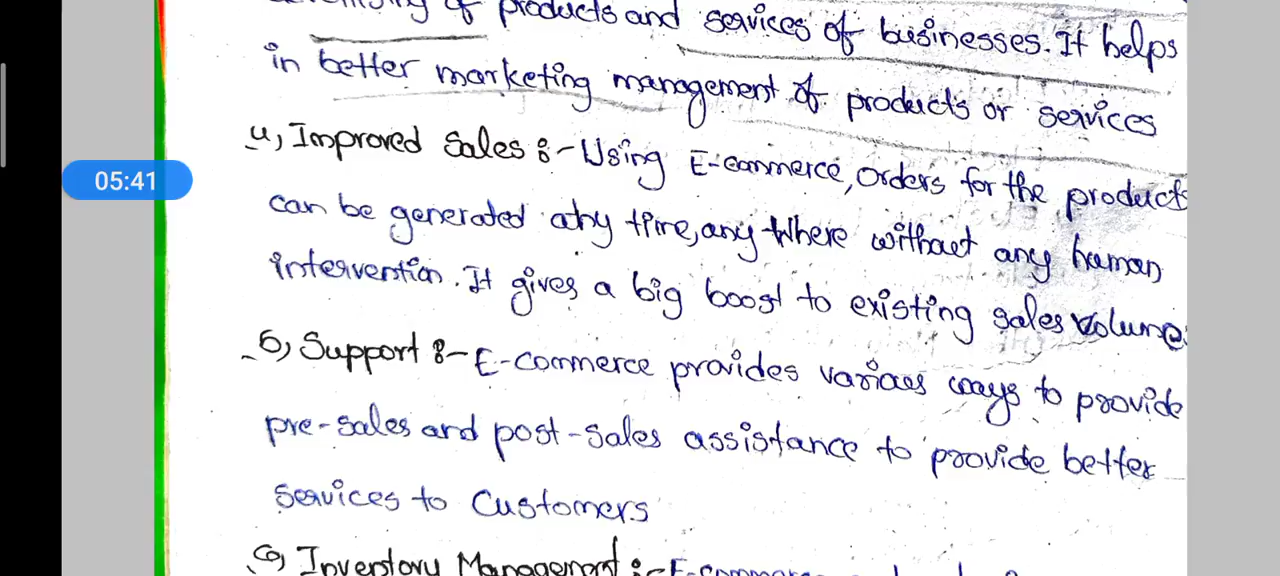 of products and services of businesses. It helps
in better marketing management of products or services
4, Improved Sales :- Using E-commerce, Orders for the products
can be generated any time, any where without any human
intervention. It gives a big boost to existing sales volume.
5, Support :- E-commerce provides various ways to provide
pre-sales and post-sales assistance to provide better
services to Customers
6, Inventory Management :- E-commerce
05:41